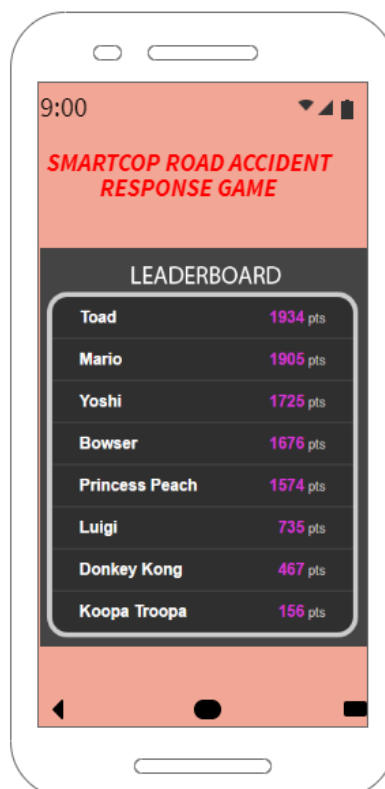 9:00
SMARTCOP ROAD ACCIDENT
RESPONSE GAME
LEADERBOARD
Toad 1934 pts
Mario 1905 pts
Yoshi 1725 pts
Bowser 1676 pts
Princess Peach 1574 pts
Luigi 735 pts
Donkey Kong 467 pts
Koopa Troopa 156 pts